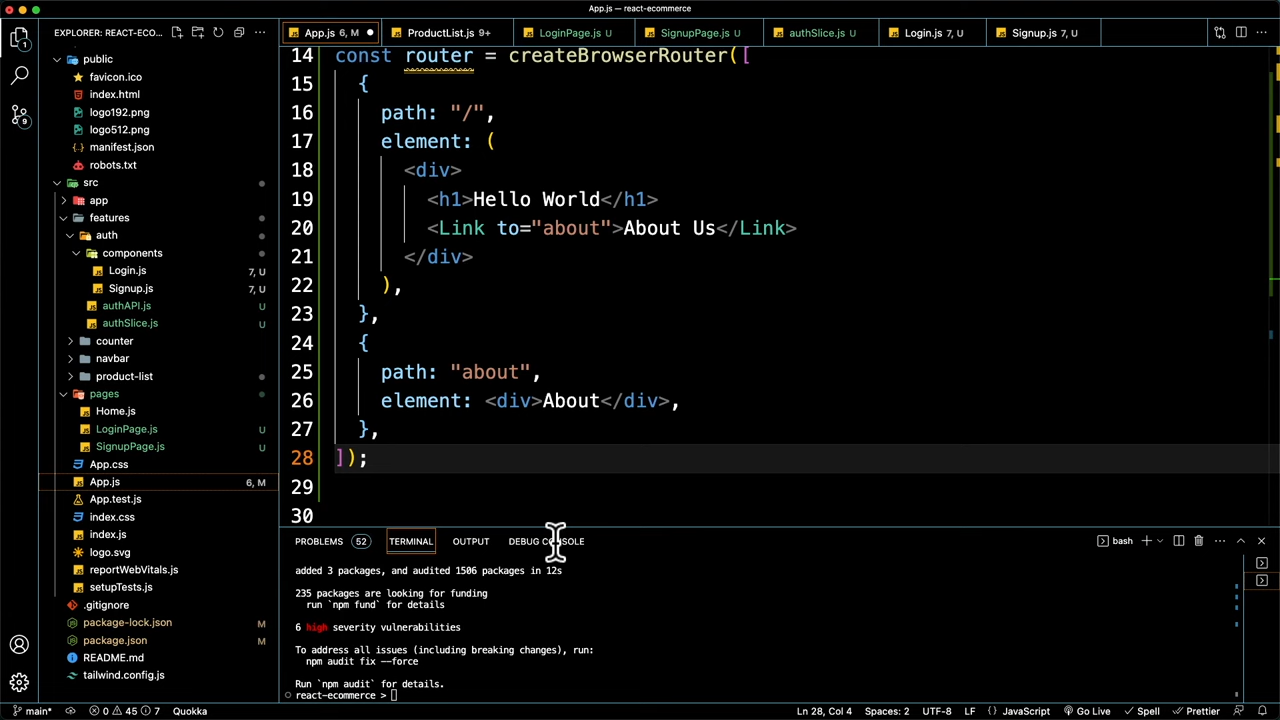 App.js — react-ecommerce
EXPLORER: REACT-ECO...
App.js 6, M
ProductList.js 9+
LoginPage.js U
SignupPage.js U
authSlice.js U
Login.js 7, U
Signup.js 7, U
public
favicon.ico
index.html
logo192.png
logo512.png
manifest.json
robots.txt
src
app
features
auth
components
Login.js 7, U
Signup.js 7, U
authAPI.js U
authSlice.js U
counter
navbar
product-list
pages
Home.js
LoginPage.js U
SignupPage.js U
App.css
App.js 6, M
App.test.js
index.css
index.js
logo.svg
reportWebVitals.js
setupTests.js
.gitignore
package-lock.json M
package.json M
README.md
tailwind.config.js
14 const router = createBrowserRouter([
15 {
16 path: "/",
17 element: (
18 <div>
19 <h1>Hello World</h1>
20 <Link to="about">About Us</Link>
21 </div>
22 ),
23 },
24 {
25 path: "about",
26 element: <div>About</div>,
27 },
28 ]);
29
30
PROBLEMS 52 TERMINAL OUTPUT DEBUG CONSOLE bash
added 3 packages, and audited 1506 packages in 12s
235 packages are looking for funding
run `npm fund` for details
6 high severity vulnerabilities
To address all issues (including breaking changes), run:
npm audit fix --force
Run `npm audit` for details.
react-ecommerce >
main* 0 45 7 Quokka Ln 28, Col 4 Spaces: 2 UTF-8 LF {} JavaScript Go Live Spell Prettier
1
9